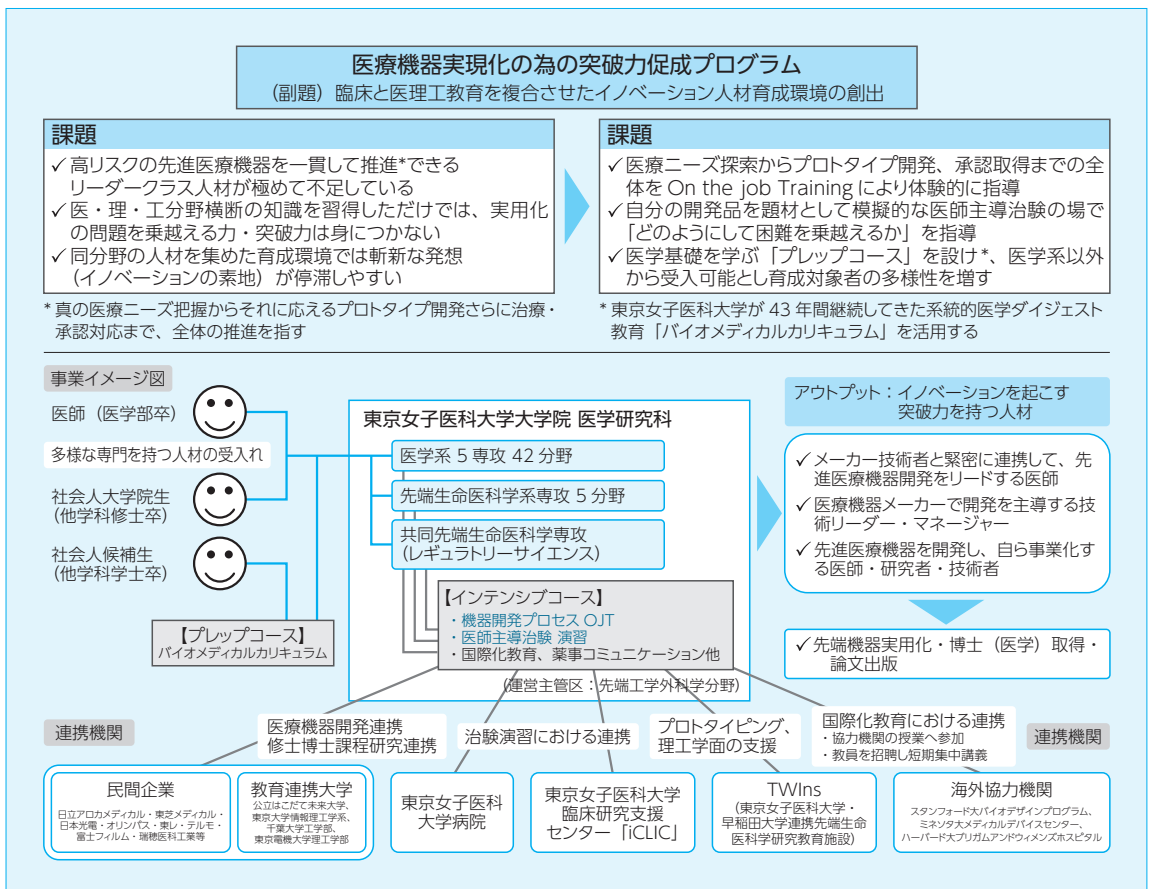 医療機器実現化の為の突破力促成プログラム
(副題）臨床と医理工教育を複合させたイノベーション人材育成環境の創出
課題
✓高リスクの先進医療機器を一貫して推進*できる
リーダークラス人材が極めて不足している
✓医・理・工分野横断の知識を習得しただけでは、実用化
の問題を乗越える力・突破力は身につかない
✓同分野の人材を集めた育成環境では斬新な発想
（イノベーションの素地）が停滞しやすい
*真の医療ニーズ把握からそれに応えるプロトタイプ開発さらに治療・
承認対応まで、全体の推進を指す
課題
✓医療ニーズ探索からプロトタイプ開発、承認取得までの全
体を On the job Training により体験的に指導
✓自分の開発品を題材として模擬的な医師主導治験の場で
「どのようにして困難を乗越えるか」を指導
✓医学基礎を学ぶ「プレップコース」を設け*、医学系以外
から受入可能とし育成対象者の多様性を増す
*東京女子医科大学が 43 年間継続してきた系統的医学ダイジェスト
教育「バイオメディカルカリキュラム」を活用する
事業イメージ図
医師（医学部卒）
多様な専門を持つ人材の受入れ
社会人大学院生
(他学科修士卒)
社会人候補生
(他学科学士卒)
【プレップコース】
バイオメディカルカリキュラム
東京女子医科大学大学院 医学研究科
医学系 5 専攻 42 分野
先端生命医科学系専攻 5 分野
共同先端生命医科学専攻
(レギュラトリーサイエンス)
【インテンシブコース】
・機器開発プロセス OJT
・医師主導治験 演習
・国際化教育、薬事コミュニケーション他
(運営主管区：先端工学外科学分野)
アウトプット：イノベーションを起こす
突破力を持つ人材
✓メーカー技術者と緊密に連携して、先
進医療機器開発をリードする医師
✓医療機器メーカーで開発を主導する技
術リーダー・マネージャー
✓先進医療機器を開発し、自ら事業化す
る医師・研究者・技術者
✓先端機器実用化・博士（医学）取得・
論文出版
連携機関
医療機器開発連携
修士博士課程研究連携
治験演習における連携
プロトタイピング、
理工学面の支援
国際化教育における連携
・協力機関の授業へ参加
・教員を招聘し短期集中講義
連携機関
民間企業
日立アロカメディカル・東芝メディカル・
日本光電・オリンパス・東レ・テルモ・
富士フィルム・瑞穂医科工業等
教育連携大学
公立はこだて未来大学、
東京大学情報理工学系、
千葉大学工学部、
東京電機大学理工学部
東京女子医科
大学病院
東京女子医科大学
臨床研究支援
センター「iCLIC」
TWIns
(東京女子医科大学・
早稲田大学連携先端生命
医科学研究教育施設)
海外協力機関
スタンフォード大バイオデザインプログラム、
ミネソタ大メディカルデバイスセンター、
ハーバード大ブリガムアンドウィメンズホスピタル